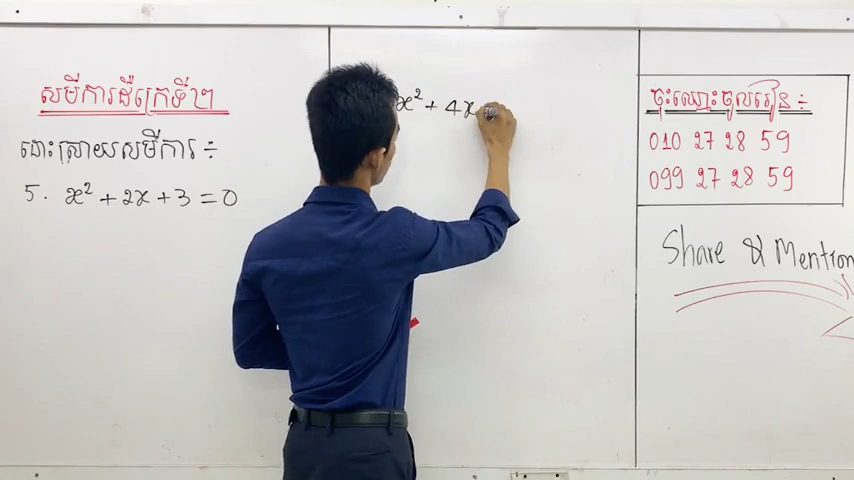 សមីការដឺក្រេទី២
ដោះស្រាយសមីការ ÷
5. x² + 2x + 3 = 0
x² + 4x
ចុះឈ្មោះចូលរៀន ÷
010 27 28 59
099 27 28 59
Share & Mention